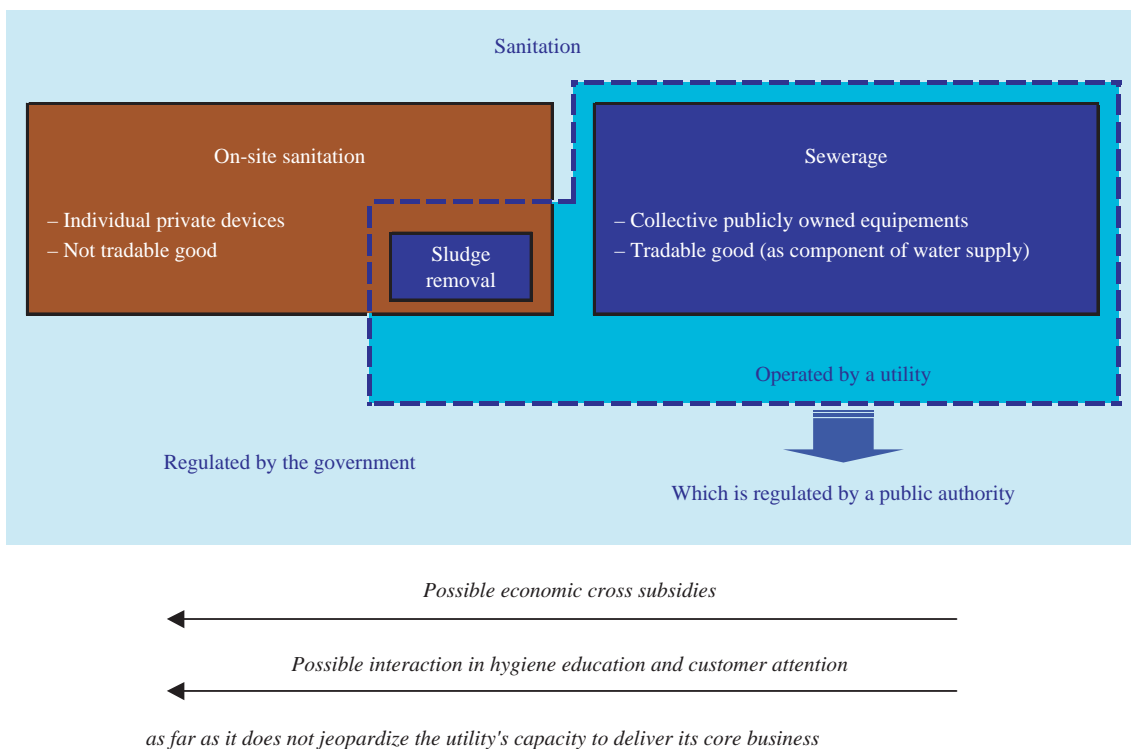 Sanitation
On-site sanitation
– Individual private devices
– Not tradable good
Sludge
removal
Sewerage
– Collective publicly owned equipements
– Tradable good (as component of water supply)
Operated by a utility
Regulated by the government
Which is regulated by a public authority
Possible economic cross subsidies
Possible interaction in hygiene education and customer attention
as far as it does not jeopardize the utility's capacity to deliver its core business